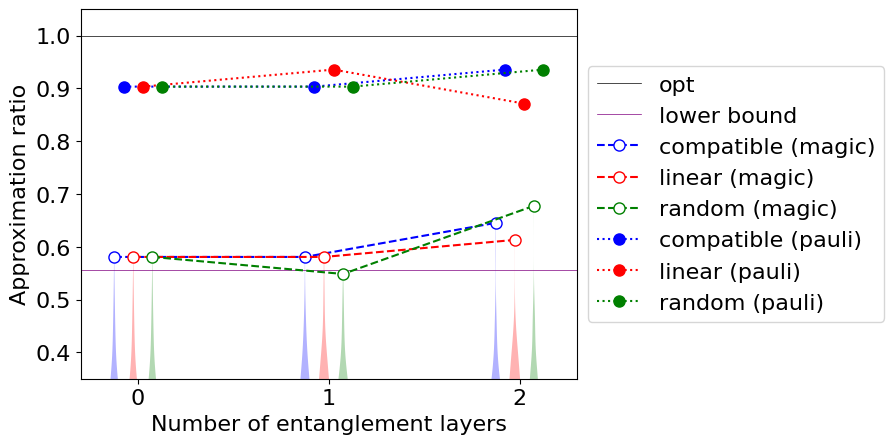 1.0
0.9
0.8
0.7
0.6
0.5
0.4
Approximation ratio
0 1 2
Number of entanglement layers
opt
lower bound
compatible (magic)
linear (magic)
random (magic)
compatible (pauli)
linear (pauli)
random (pauli)